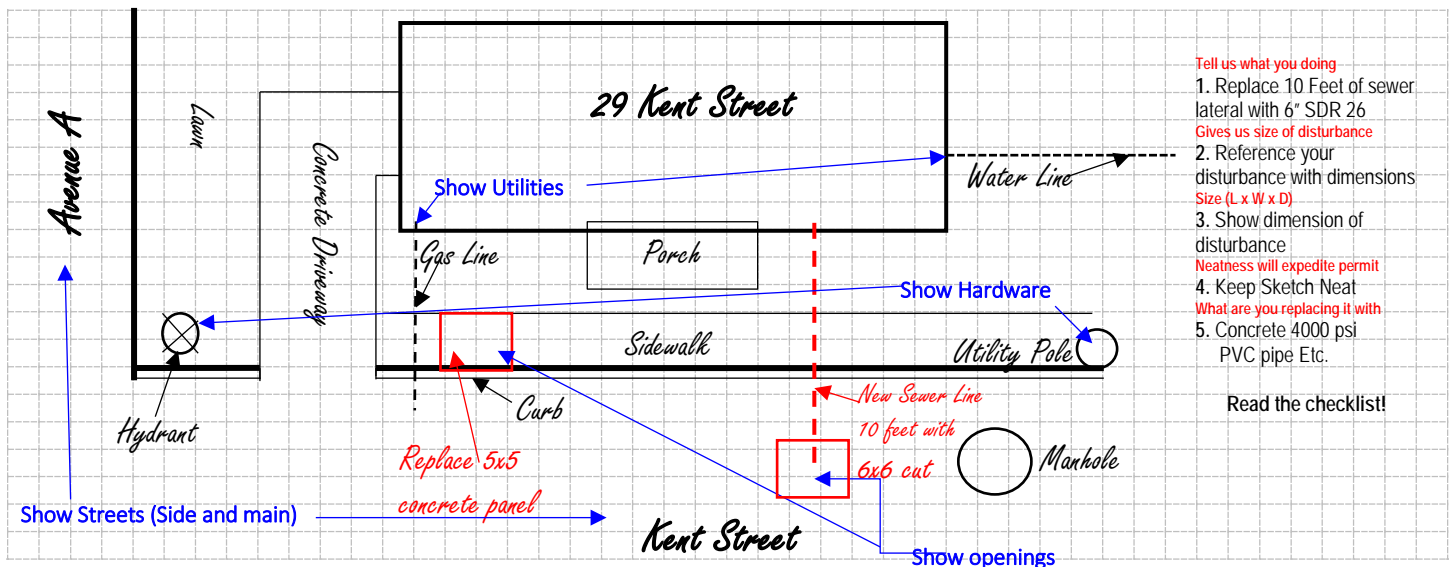 29 Kent Street
Avenue A
Lawn
Concrete Driveway
Show Utilities
Water Line
Gas Line
Porch
Show Hardware
Sidewalk
Utility Pole
Curb
Hydrant
New Sewer Line
10 feet with
6x6 cut
Manhole
Replace 5x5
concrete panel
Show Streets (Side and main)
Kent Street
Show openings
Tell us what you doing
1. Replace 10 Feet of sewer
lateral with 6" SDR 26
Gives us size of disturbance
2. Reference your
disturbance with dimensions
Size (L x W x D)
3. Show dimension of
disturbance
Neatness will expedite permit
4. Keep Sketch Neat
What are you replacing it with
5. Concrete 4000 psi
PVC pipe Etc.
Read the checklist!